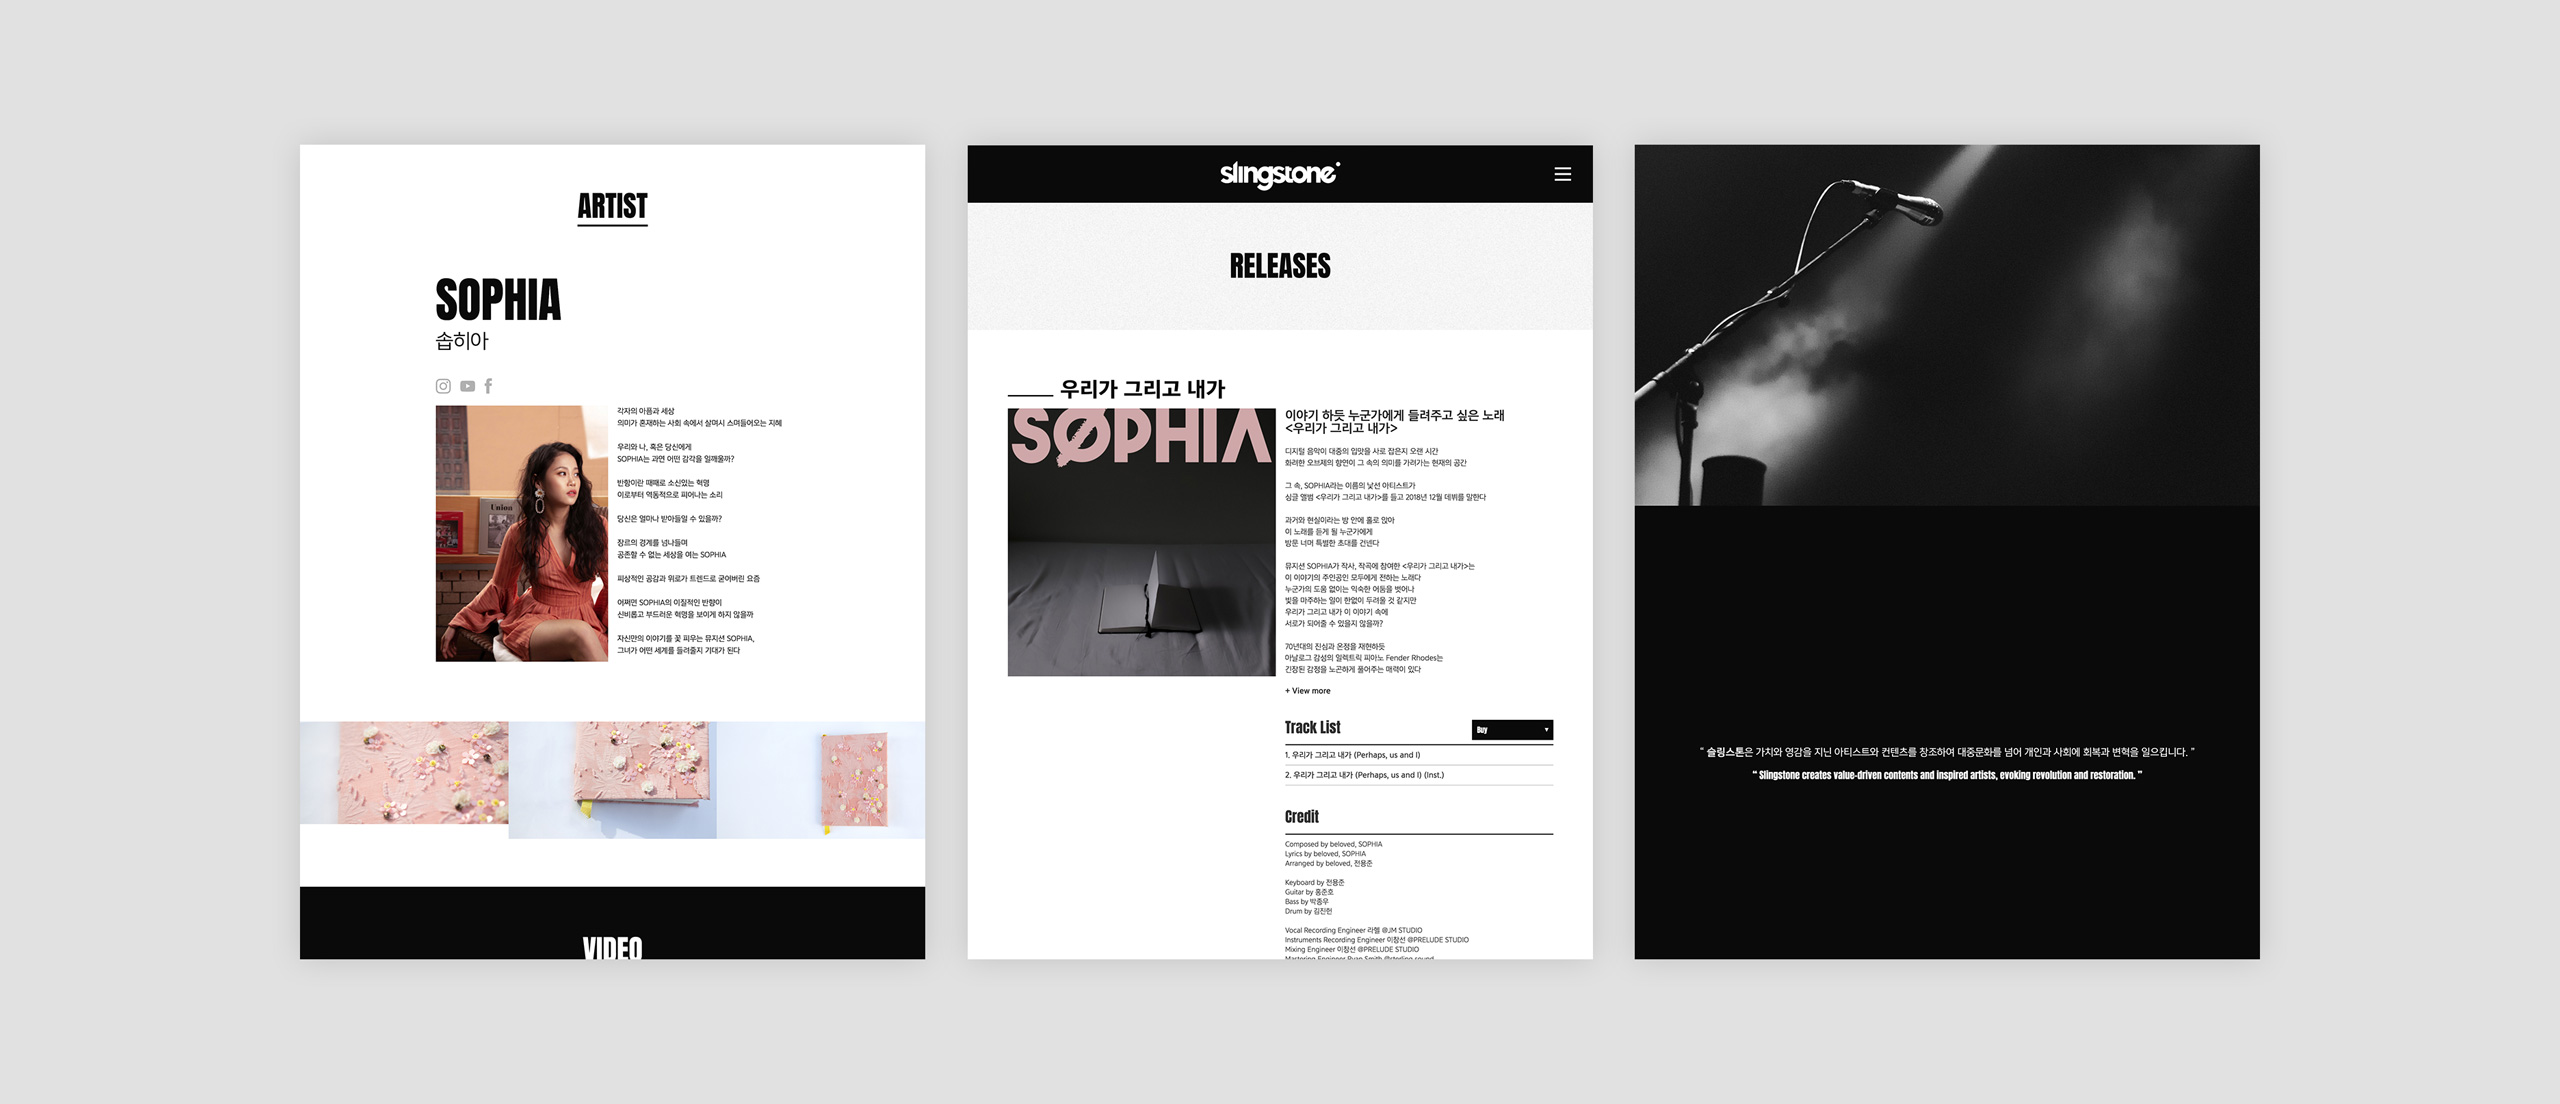 ARTIST
SOPHIA
솝히아
Union
각자의 아픔과 세상
의미가 혼재하는 사회 속에서 살며시 스며들어오는 지혜
우리와 나, 혹은 당신에게
SOPHIA는 과연 어떤 감각을 일깨울까?
반항이란 때때로 소신있는 혁명
이로부터 역동적으로 피어나는 소리
당신은 얼마나 받아들일 수 있을까?
장르의 경계를 넘나들며
공존할 수 없는 세상을 여는 SOPHIA
피상적인 공감과 위로가 트렌드로 굳어버린 요즘
어쩌면 SOPHIA의 이질적인 반향이
신비롭고 부드러운 혁명을 보이게 하지 않을까
자신만의 이야기를 꽃 피우는 뮤지션 SOPHIA,
그녀가 어떤 세계를 들려줄지 기대가 된다
VIDEO
slingstone
RELEASES
우리가 그리고 내가
SØPHIA
이야기 하듯 누군가에게 들려주고 싶은 노래
<우리가 그리고 내가>
디지털 음악이 대중의 입맛을 사로 잡은지 오랜 시간
화려한 오브제의 향연이 그 속의 의미를 가려가는 현재의 공간
그 속, SOPHIA라는 이름의 낯선 아티스트가
싱글 앨범 <우리가 그리고 내가>를 들고 2018년 12월 데뷔를 말한다
과거와 현실이라는 방 안에 홀로 앉아
이 노래를 듣게 될 누군가에게
방문 너머 특별한 초대를 건넨다
뮤지션 SOPHIA가 작사, 작곡에 참여한 <우리가 그리고 내가>는
이 이야기의 주인공인 모두에게 전하는 노래다
누군가의 도움 없이는 익숙한 어둠을 벗어나
빛을 마주하는 일이 한없이 두려울 것 같지만
우리가 그리고 내가 이 이야기 속에
서로가 되어줄 수 있을지 않을까?
70년대의 진심과 온정을 재현하듯
아날로그 감성의 일렉트릭 피아노 Fender Rhodes는
긴장된 감정을 노곤하게 풀어주는 매력이 있다
+ View more
Track List
Buy
1. 우리가 그리고 내가 (Perhaps, us and I)
2. 우리가 그리고 내가 (Perhaps, us and I) (Inst.)
Credit
Composed by beloved, SOPHIA
Lyrics by beloved, SOPHIA
Arranged by beloved, 전용준
Keyboard by 전용준
Guitar by 홍준호
Bass by 박종우
Drum by 김진헌
Vocal Recording Engineer 라헬 @JM STUDIO
Instruments Recording Engineer 이창선 @PRELUDE STUDIO
Mixing Engineer 이창선 @PRELUDE STUDIO
Mastering Engineer Ryan Smith @sterling sound
“ 슬링스톤은 가치와 영감을 지닌 아티스트와 컨텐츠를 창조하여 대중문화를 넘어 개인과 사회에 회복과 변혁을 일으킵니다. ”
“ Slingstone creates value-driven contents and inspired artists, evoking revolution and restoration. ”